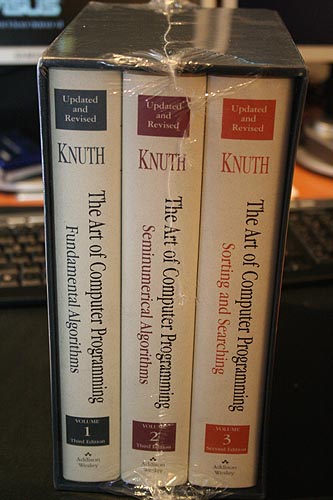 Updated
and
Revised
KNUTH
The Art of Computer Programming
Fundamental Algorithms
VOLUME
1
Third Edition
Addison
Wesley
Updated
and
Revised
KNUTH
The Art of Computer Programming
Seminumerical Algorithms
VOLUME
2
Third Edition
Addison
Wesley
Updated
and
Revised
KNUTH
The Art of Computer Programming
Sorting and Searching
VOLUME
3
Second Edition
Addison
Wesley